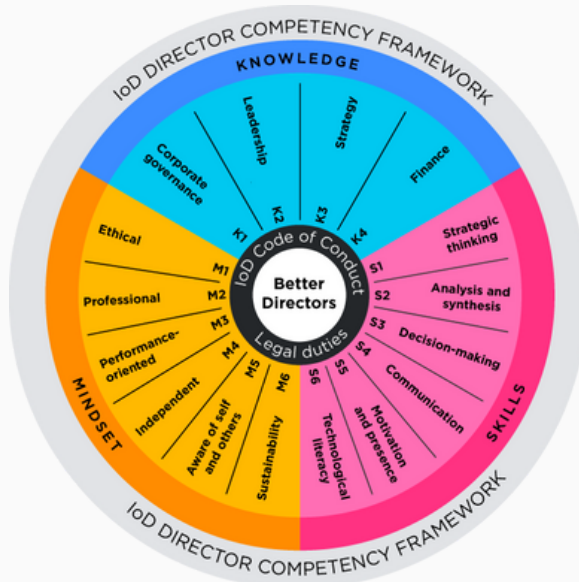 IoD DIRECTOR COMPETENCY FRAMEWORK
KNOWLEDGE
Corporate
governance
K1
Leadership
K2
Strategy
K3
Finance
K4
Strategic
thinking
S1
Analysis and
synthesis
S2
Decision-making
S3
Communication
S4
Motivation
and presence
S5
Technological
literacy
S6
SKILLS
Ethical
M1
Professional
M2
Performance-
oriented
M3
Independent
M4
Aware of self
and others
M5
Sustainability
M6
MINDSET
IoD Code of Conduct
Better
Directors
Legal duties
IoD DIRECTOR COMPETENCY FRAMEWORK